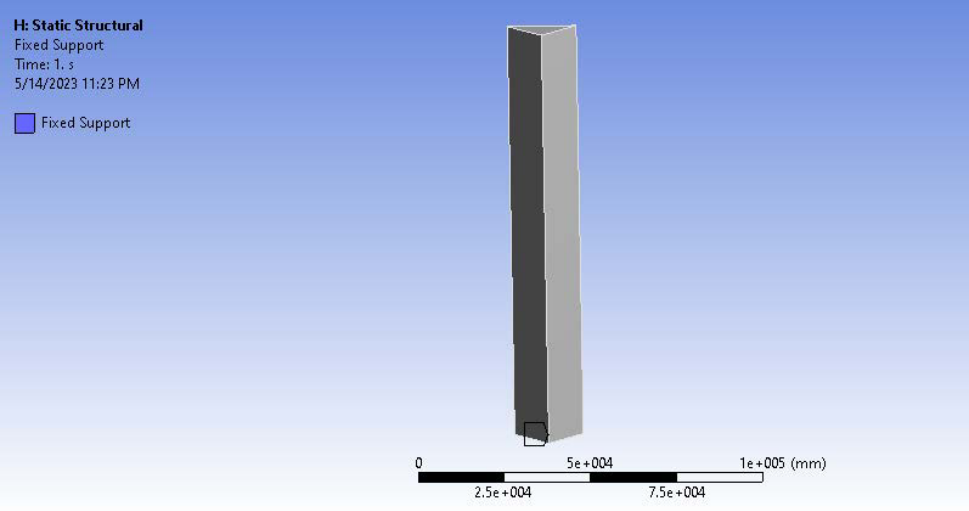 H: Static Structural
Fixed Support
Time: 1. s
5/14/2023 11:23 PM
Fixed Support
0 5e+004 1e+005 (mm)
2.5e+004 7.5e+004